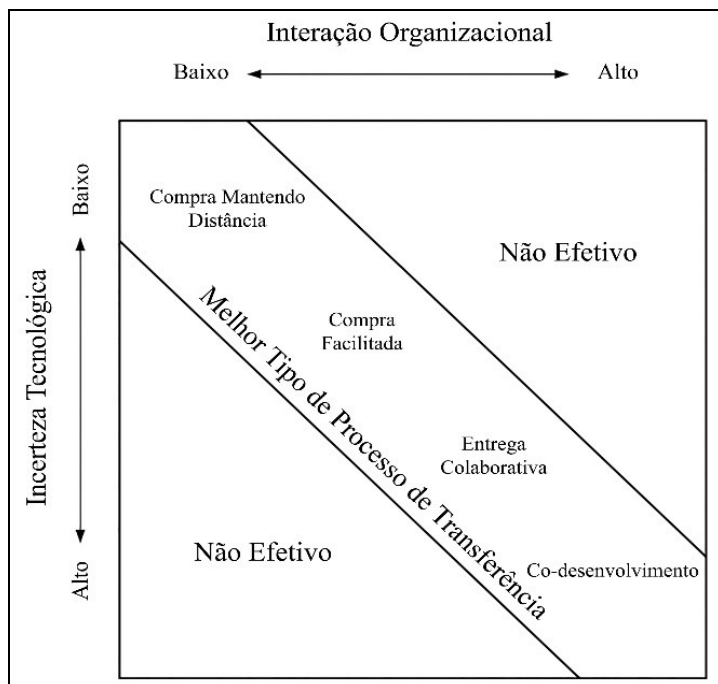 Interação Organizacional
Baixo
Alto
Incerteza Tecnológica
Baixo
Alto
Compra Mantendo
Distância
Não Efetivo
Compra
Facilitada
Melhor Tipo de Processo de Transferência
Entrega
Colaborativa
Não Efetivo
Co-desenvolvimento